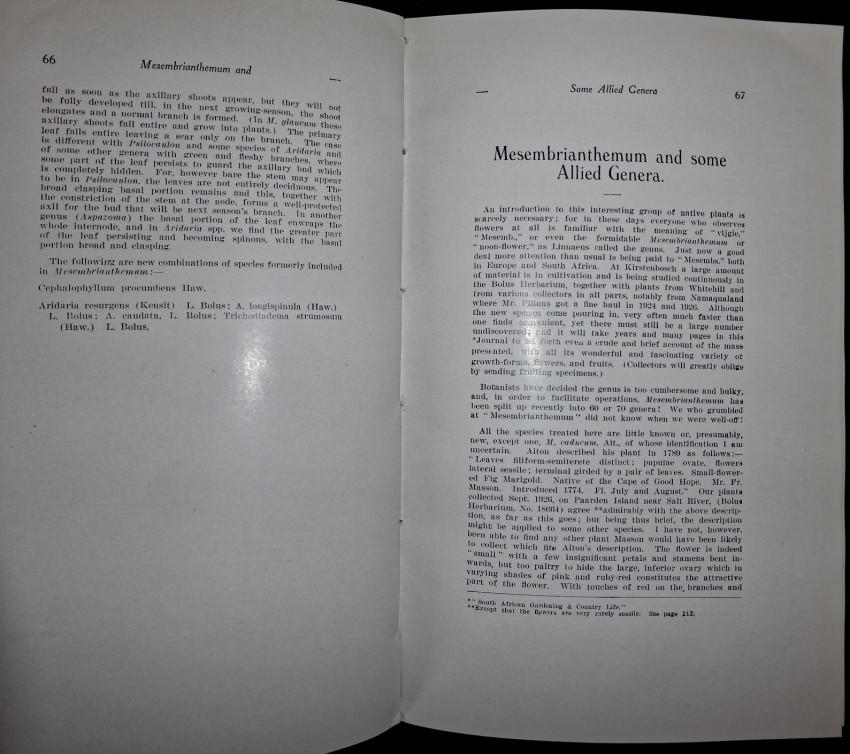 66
Mesembrianthemum and
fall as soon as the axillary shoots appear, but they will not
be fully developed till, in the next growing-season, the shoot
elongates and a normal branch is formed. (In M. glaucum these
axillary shoots fall entire and grow into plants.) The primary
leaf falls entire leaving a scar only on the branch. The case
is different with Psilocaulon and some species of Aridaria and
of some other genera with green and fleshy branches, where
some part of the leaf persists to guard the axillary bud which
is completely hidden. For, however bare the stem may appear
to be in Psilocaulon, the leaves are not entirely deciduous. The
broad clasping basal portion remains and this, together with
the constriction of the stem at the node, forms a well-protected
axil for the bud that will be next season's branch. In another
genus (Aspazoma) the basal portion of the leaf enwraps the
whole internode, and in Aridaria spp. we find the greater part
of the leaf persisting and becoming spinous, with the basal
portion broad and clasping.
The following are new combinations of species formerly included
in Mesembrianthemum:—
Cephalophyllum procumbens Haw.
Aridaria resurgens (Kensit) L. Bolus; A. longispinula (Haw.)
L. Bolus; A. caudata, L. Bolus; Trichodiadema strumosum
(Haw.) L. Bolus.
Some Allied Genera
67
Mesembrianthemum and some
Allied Genera.
An introduction to this interesting group of native plants is
scarcely necessary; for in these days everyone who observes
flowers at all is familiar with the meaning of "vijgie,"
"Mesemb.," or even the formidable Mesembrianthemum or
"noon-flower," as Linnaeus called the genus. Just now a good
deal more attention than usual is being paid to "Mesembs." both
in Europe and South Africa. At Kirstenbosch a large amount
of material is in cultivation and is being studied continuously in
the Bolus Herbarium, together with plants from Whitehill and
from various collectors in all parts, notably from Namaqualand
where Mr. Pillans got a fine haul in 1924 and 1926. Although
the new species come pouring in, very often much faster than
one finds convenient, yet there must still be a large number
undiscovered; and it will take years and many pages in this
*Journal to set forth even a crude and brief account of the mass
presented, with all its wonderful and fascinating variety of
growth-forms, flowers, and fruits. (Collectors will greatly oblige
by sending fruiting specimens.)
Botanists have decided the genus is too cumbersome and bulky,
and, in order to facilitate operations, Mesembrianthemum has
been split up recently into 60 or 70 genera! We who grumbled
at "Mesembrianthemum" did not know when we were well-off!
All the species treated here are little known or, presumably,
new, except one, M. caducum, Ait., of whose identification I am
uncertain. Aiton described his plant in 1789 as follows:—
"Leaves filiform-semiterete distinct; pupulae ovate, flowers
lateral sessile; terminal girded by a pair of leaves. Small-flower-
ed Fig Marigold. Native of the Cape of Good Hope. Mr. Fr.
Masson. Introduced 1774. Fl. July and August." Our plants
collected Sept. 1926, on Paarden Island near Salt River, (Bolus
Herbarium, No. 18664) agree **admirably with the above descrip-
tion, as far as this goes; but being thus brief, the description
might be applied to some other species. I have not, however,
been able to find any other plant Masson would have been likely
to collect which fits Aiton's description. The flower is indeed
"small" with a few insignificant petals and stamens bent in-
wards, but too paltry to hide the large, inferior ovary which in
varying shades of pink and ruby-red constitutes the attractive
part of the flower. With touches of red on the branches and
*"South African Gardening & Country Life."
**Except that the flowers are very rarely sessile. See page 112.